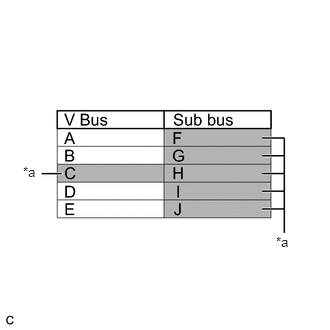 V Bus Sub bus
A F
B G
*a C H
D I
E J
*a
C